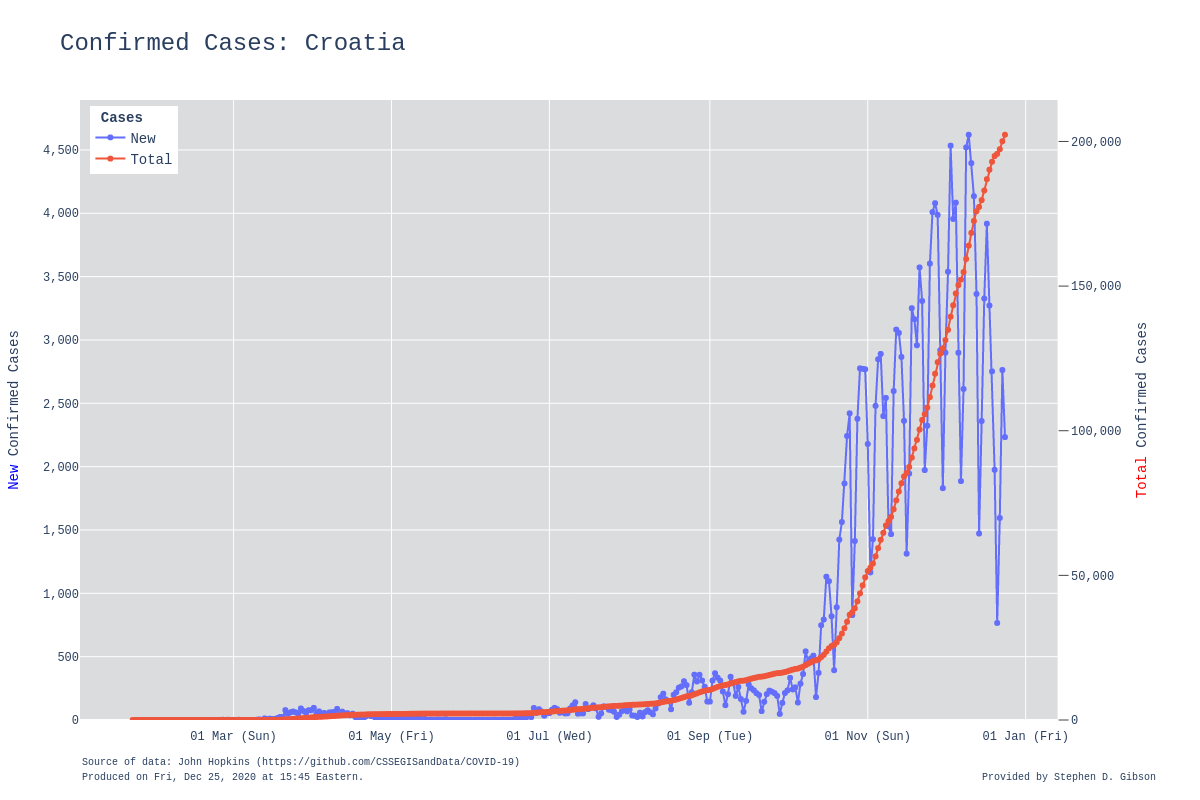 Confirmed Cases: Croatia
Cases
New
Total
4,500
4,000
3,500
3,000
2,500
2,000
1,500
1,000
500
0
200,000
150,000
100,000
50,000
0
New Confirmed Cases
Total Confirmed Cases
01 Mar (Sun)
01 May (Fri)
01 Jul (Wed)
01 Sep (Tue)
01 Nov (Sun)
01 Jan (Fri)
Source of data: John Hopkins (https://github.com/CSSEGISandData/COVID-19)
Produced on Fri, Dec 25, 2020 at 15:45 Eastern.
Provided by Stephen D. Gibson